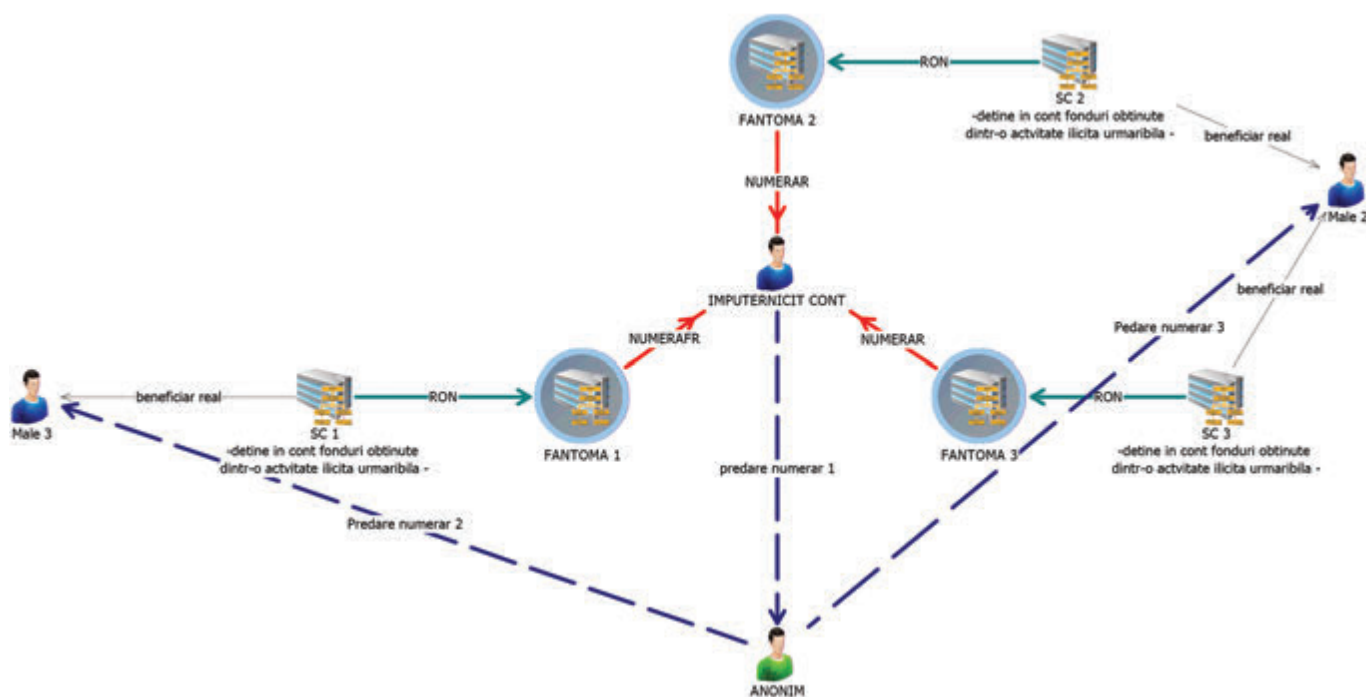 RON
SC 2
FANTOMA 2
-detine in cont fonduri obtinute
dintr-o actvitate ilicita urmaribila -
beneficiar real
NUMERAR
Male 2
IMPUTERNICIT CONT
beneficiar real
NUMERAFR
NUMERAR
Pedare numerar 3
beneficiar real
RON
RON
Male 3
SC 1
-detine in cont fonduri obtinute
dintr-o actvitate ilicita urmaribila -
FANTOMA 1
FANTOMA 3
SC 3
-detine in cont fonduri obtinute
dintr-o actvitate ilicita urmaribila -
predare numerar 1
Predare numerar 2
ANONIM